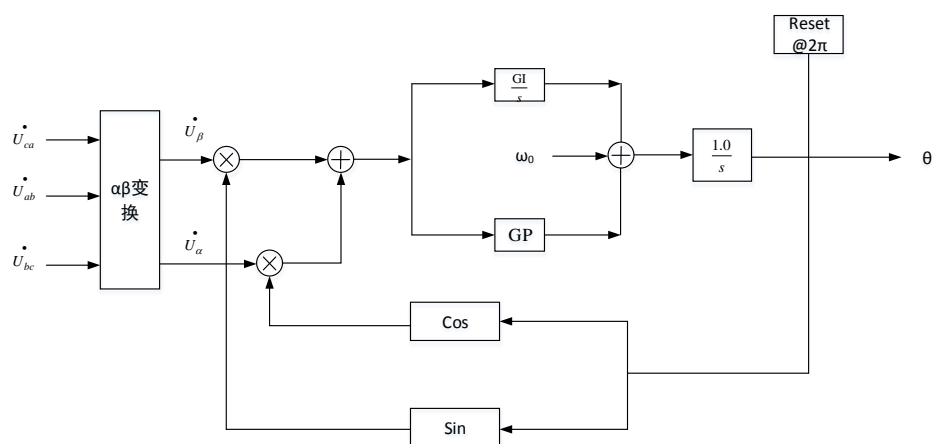 Reset
@2π
GI
s
U̇ca
U̇β
1.0
s
ω₀
θ
U̇ab
αβ变
换
GP
U̇α
U̇bc
Cos
Sin